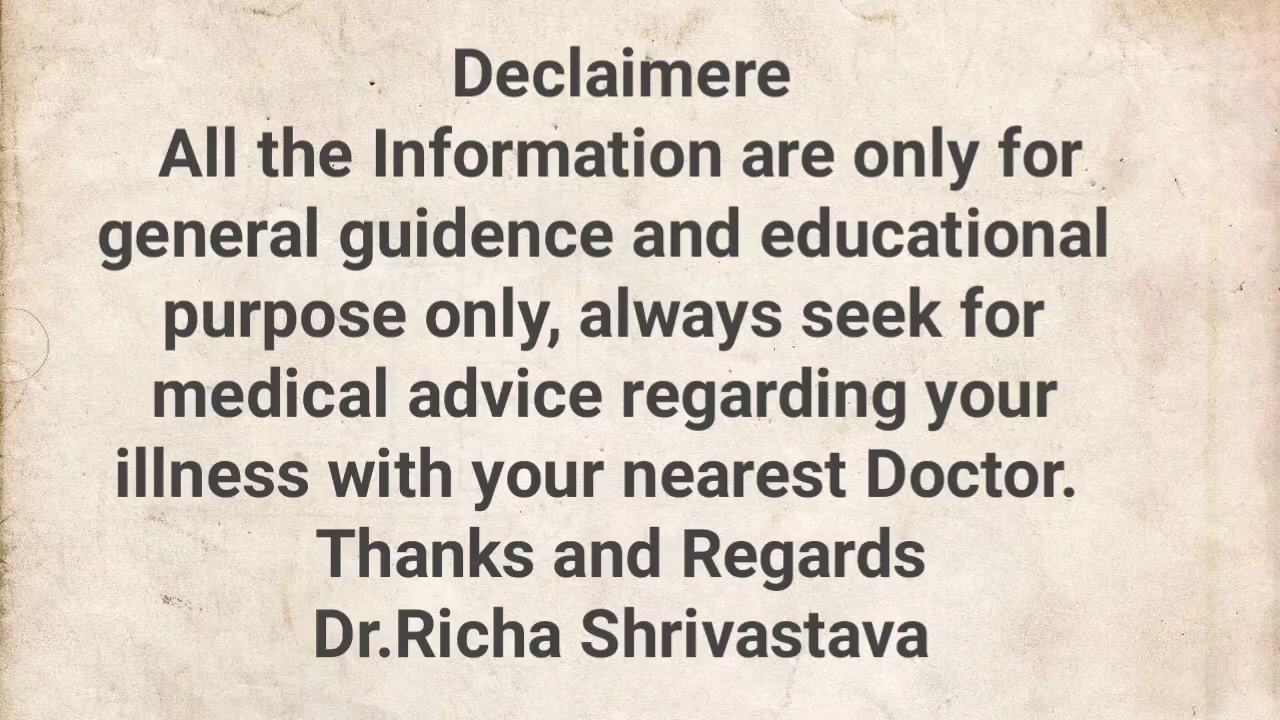 Declaimere
All the Information are only for
general guidence and educational
purpose only, always seek for
medical advice regarding your
illness with your nearest Doctor.
Thanks and Regards
Dr.Richa Shrivastava